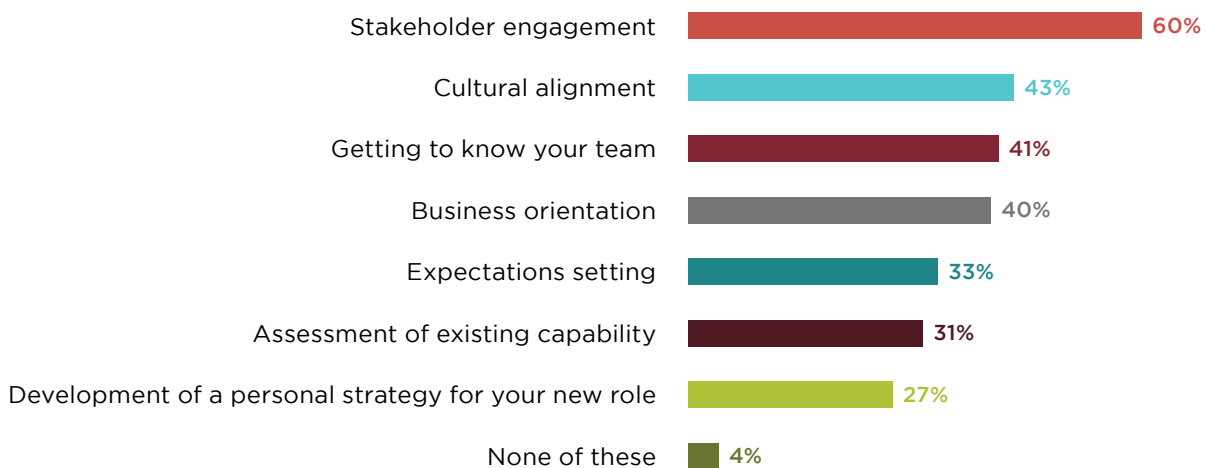 Stakeholder engagement 60%
Cultural alignment 43%
Getting to know your team 41%
Business orientation 40%
Expectations setting 33%
Assessment of existing capability 31%
Development of a personal strategy for your new role 27%
None of these 4%